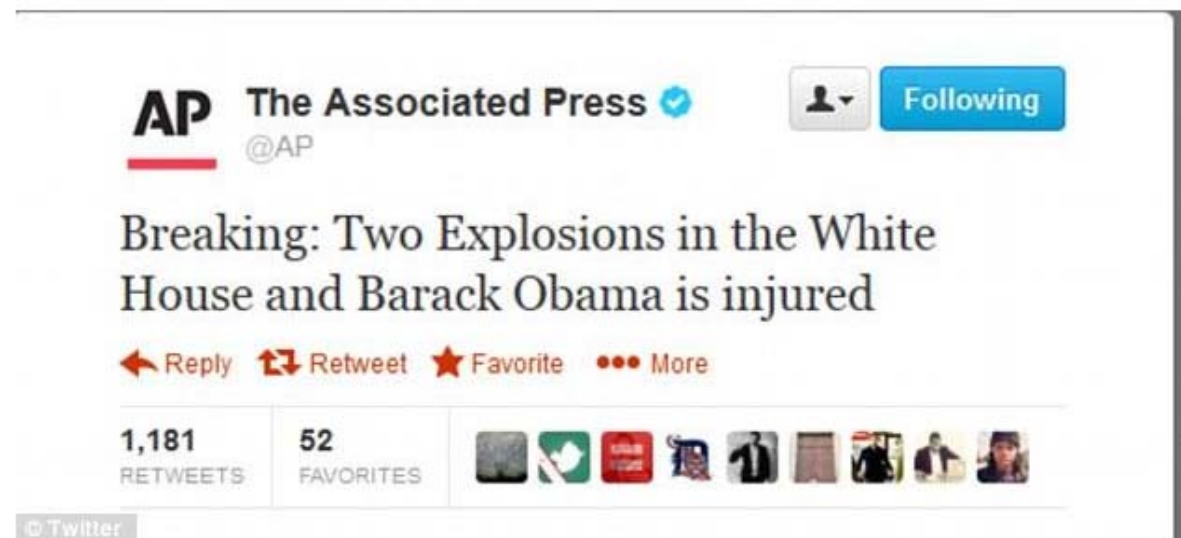 AP The Associated Press
@AP
Following
Breaking: Two Explosions in the White
House and Barack Obama is injured
Reply Retweet Favorite More
1,181 52
RETWEETS FAVORITES
© Twitter